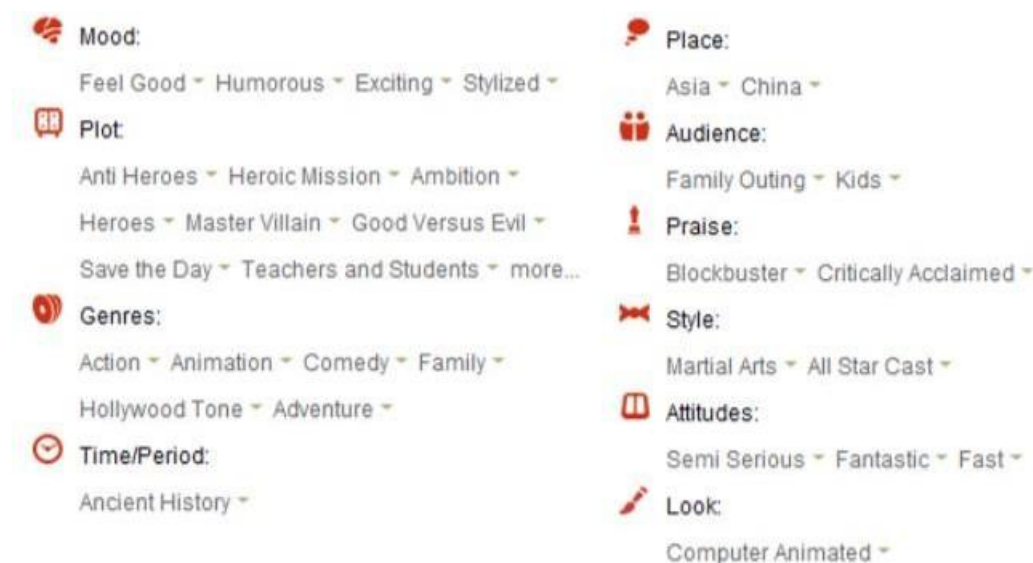 Mood:
Feel Good Humorous Exciting Stylized
Plot:
Anti Heroes Heroic Mission Ambition
Heroes Master Villain Good Versus Evil
Save the Day Teachers and Students more...
Genres:
Action Animation Comedy Family
Hollywood Tone Adventure
Time/Period:
Ancient History
Place:
Asia China
Audience:
Family Outing Kids
Praise:
Blockbuster Critically Acclaimed
Style:
Martial Arts All Star Cast
Attitudes:
Semi Serious Fantastic Fast
Look:
Computer Animated